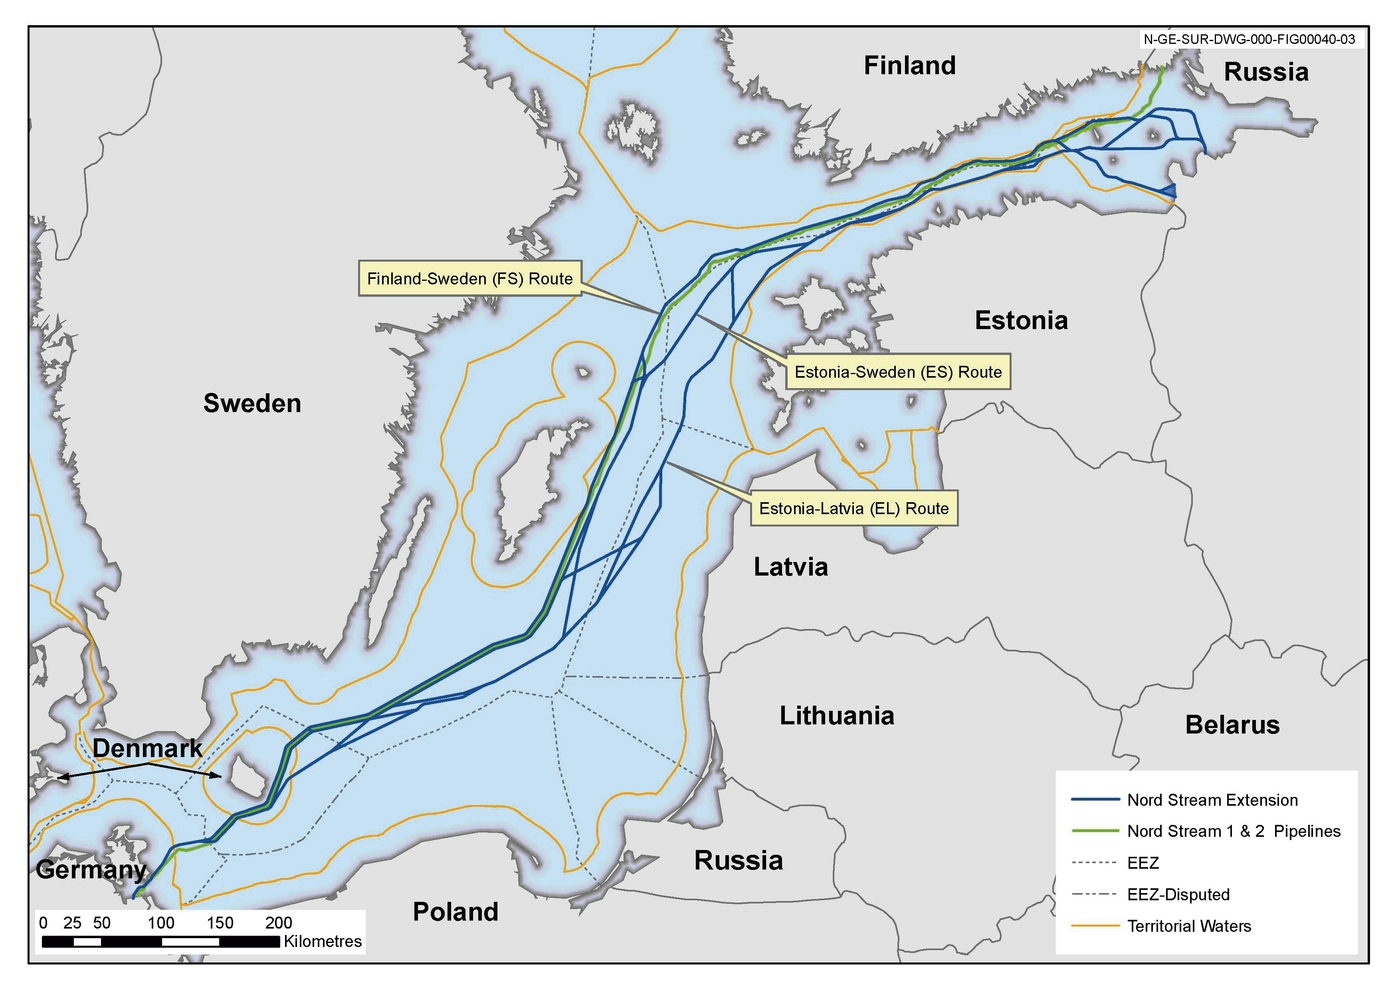 N-GE-SUR-DWG-000-FIG00040-03
Finland
Russia
Finland-Sweden (FS) Route
Estonia
Estonia-Sweden (ES) Route
Sweden
Estonia-Latvia (EL) Route
Latvia
Lithuania
Belarus
Denmark
Nord Stream Extension
Nord Stream 1 & 2 Pipelines
Russia
EEZ
Germany
EEZ-Disputed
Poland
Territorial Waters
0 25 50 100 150 200
Kilometres